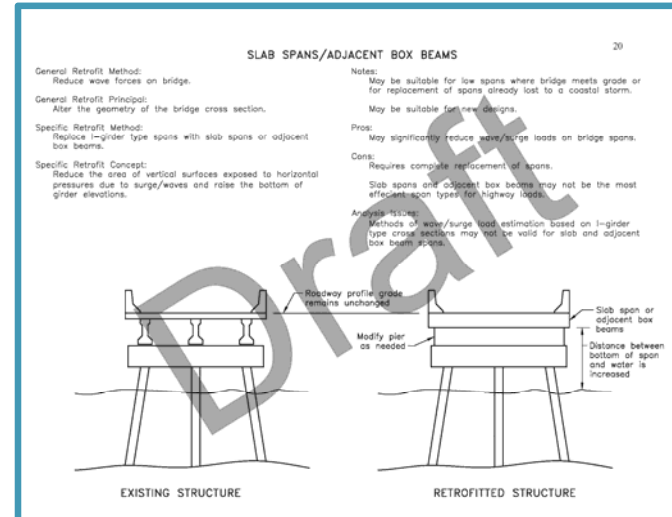 20
SLAB SPANS/ADJACENT BOX BEAMS
General Retrofit Method:
Reduce wave forces on bridge.
General Retrofit Principal:
Alter the geometry of the bridge cross section.
Specific Retrofit Method:
Replace I-girder type spans with slab spans or adjacent
box beams.
Specific Retrofit Concept:
Reduce the area of vertical surfaces exposed to horizontal
pressures due to surge/waves and raise the bottom of
girder elevations.
Notes:
May be suitable for low spans where bridge meets grade or
for replacement of spans already lost to a coastal storm.
May be suitable for new designs.
Pros:
May significantly reduce wave/surge loads on bridge spans.
Cons:
Requires complete replacement of spans.
Slab spans and adjacent box beams may not be the most
effecient span types for highway loads.
Analysis Issues:
Methods of wave/surge load estimation based on I-girder
type cross sections may not be valid for slab and adjacent
box beam spans.
Draft
Roadway profile grade
remains unchanged
Modify pier
as needed
Slab span or
adjacent box
beams
Distance between
bottom of span
and water is
increased
EXISTING STRUCTURE
RETROFITTED STRUCTURE